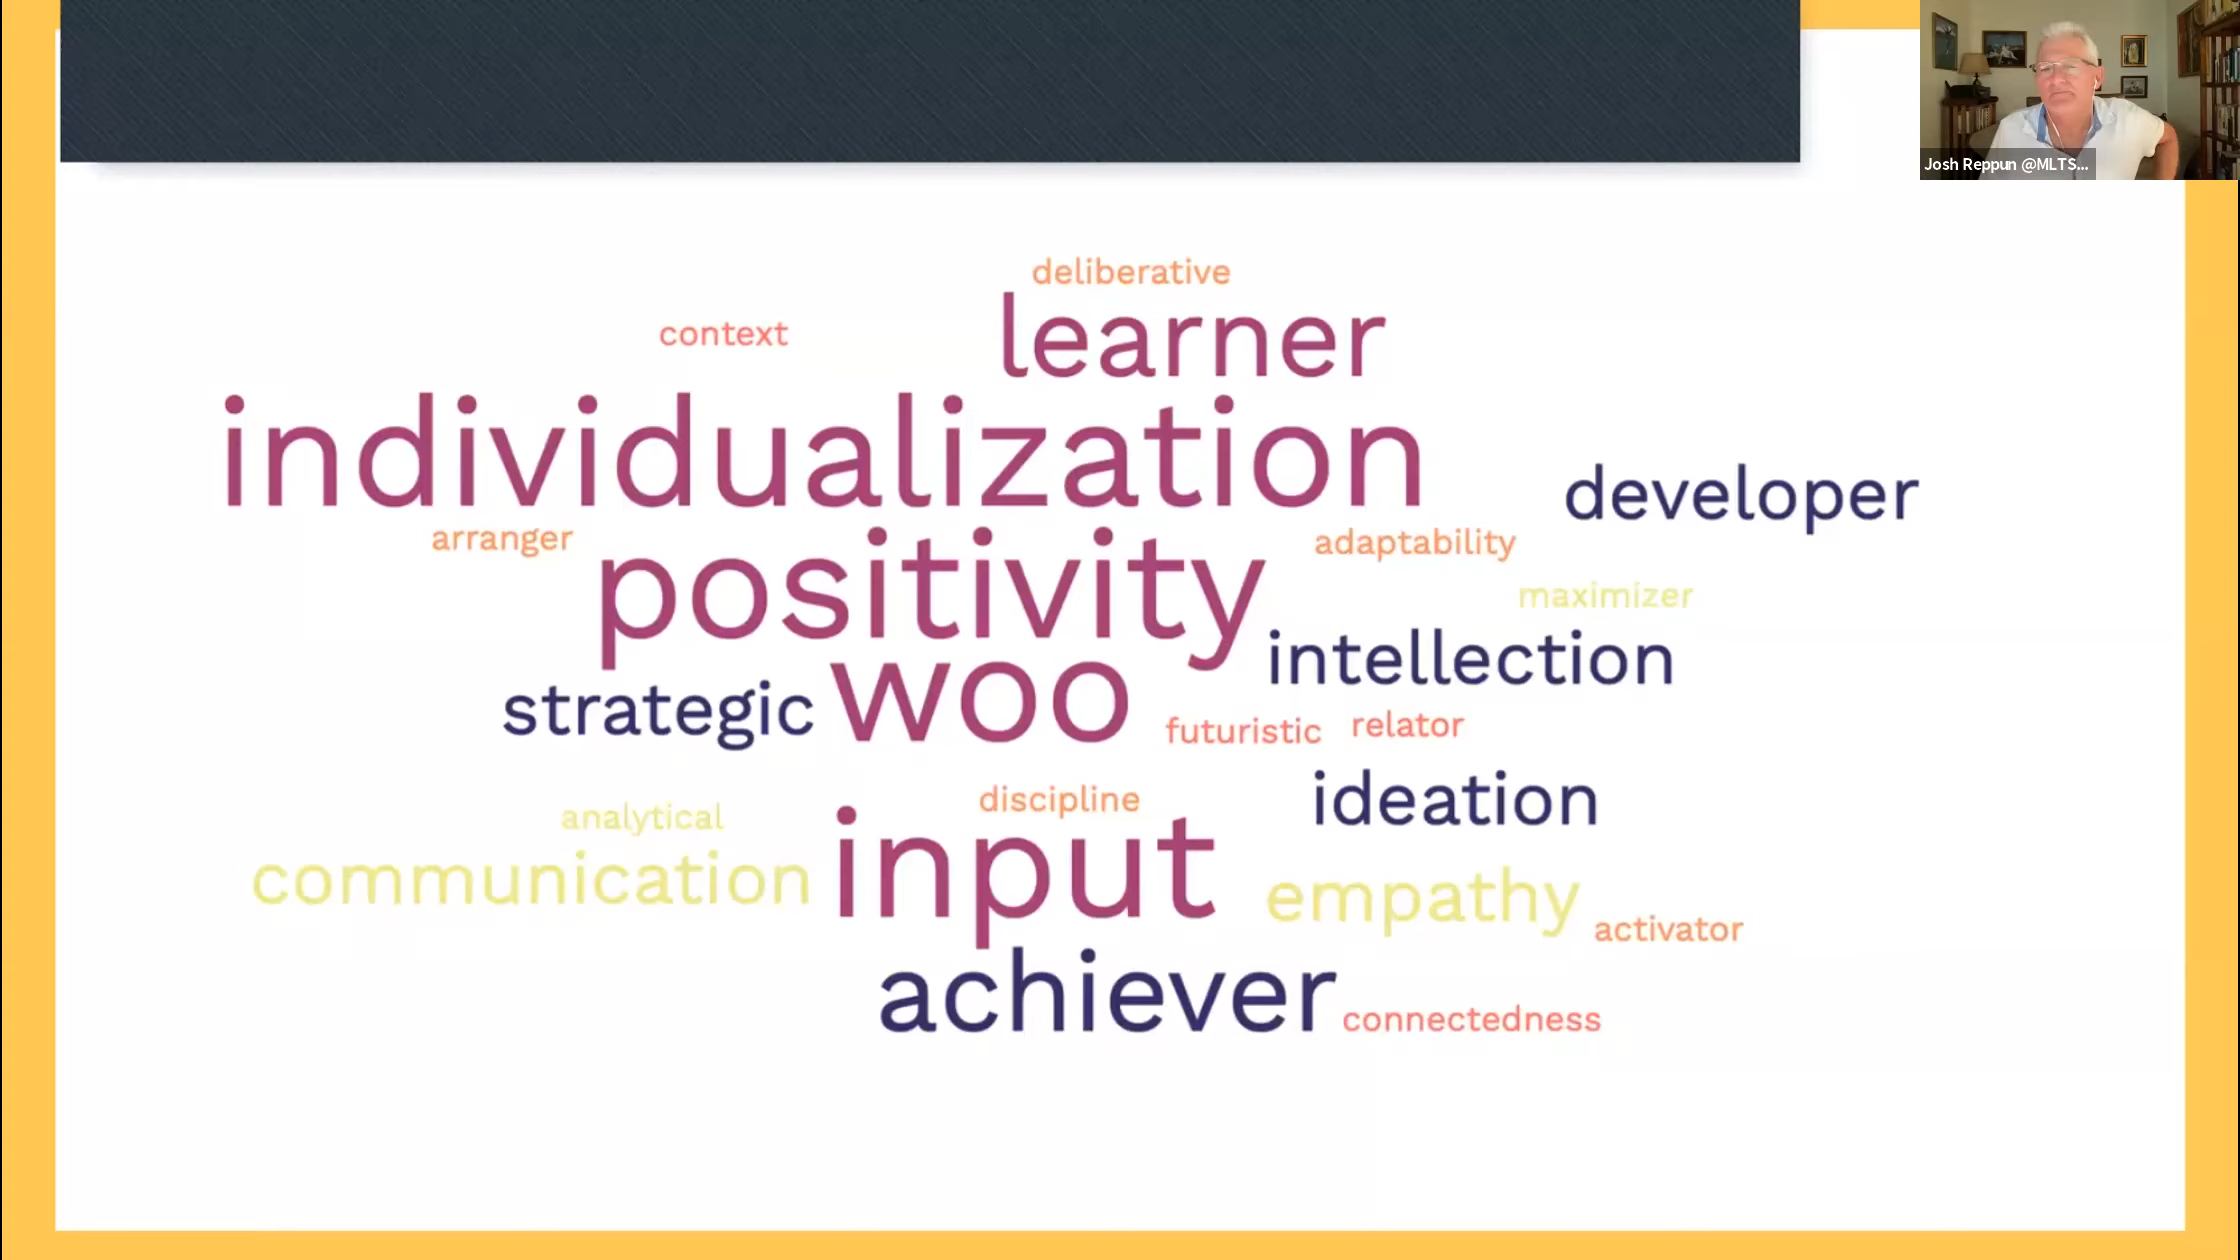 Josh Reppun @MLTS...
deliberative
learner
context
individualization
developer
arranger
positivity
adaptability
maximizer
intellection
strategic
woo
futuristic
relator
ideation
discipline
analytical
input
communication
empathy
activator
achiever
connectedness